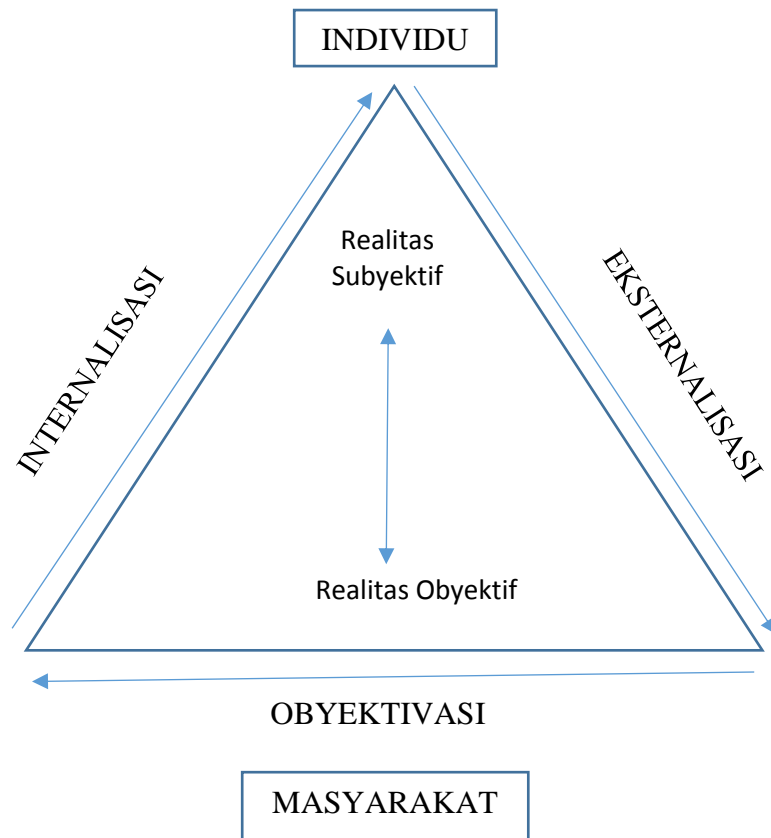 INDIVIDU
Realitas
Subyektif
INTERNALISASI
EKSTERNALISASI
Realitas Obyektif
OBYEKTIVASI
MASYARAKAT